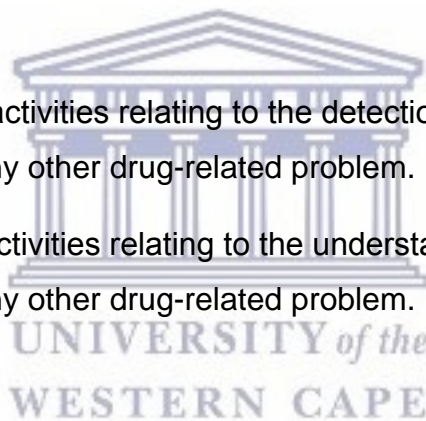 activities relating to the detectio
ny other drug-related problem.
activities relating to the understa
ny other drug-related problem.
UNIVERSITY of the
WESTERN CAPE